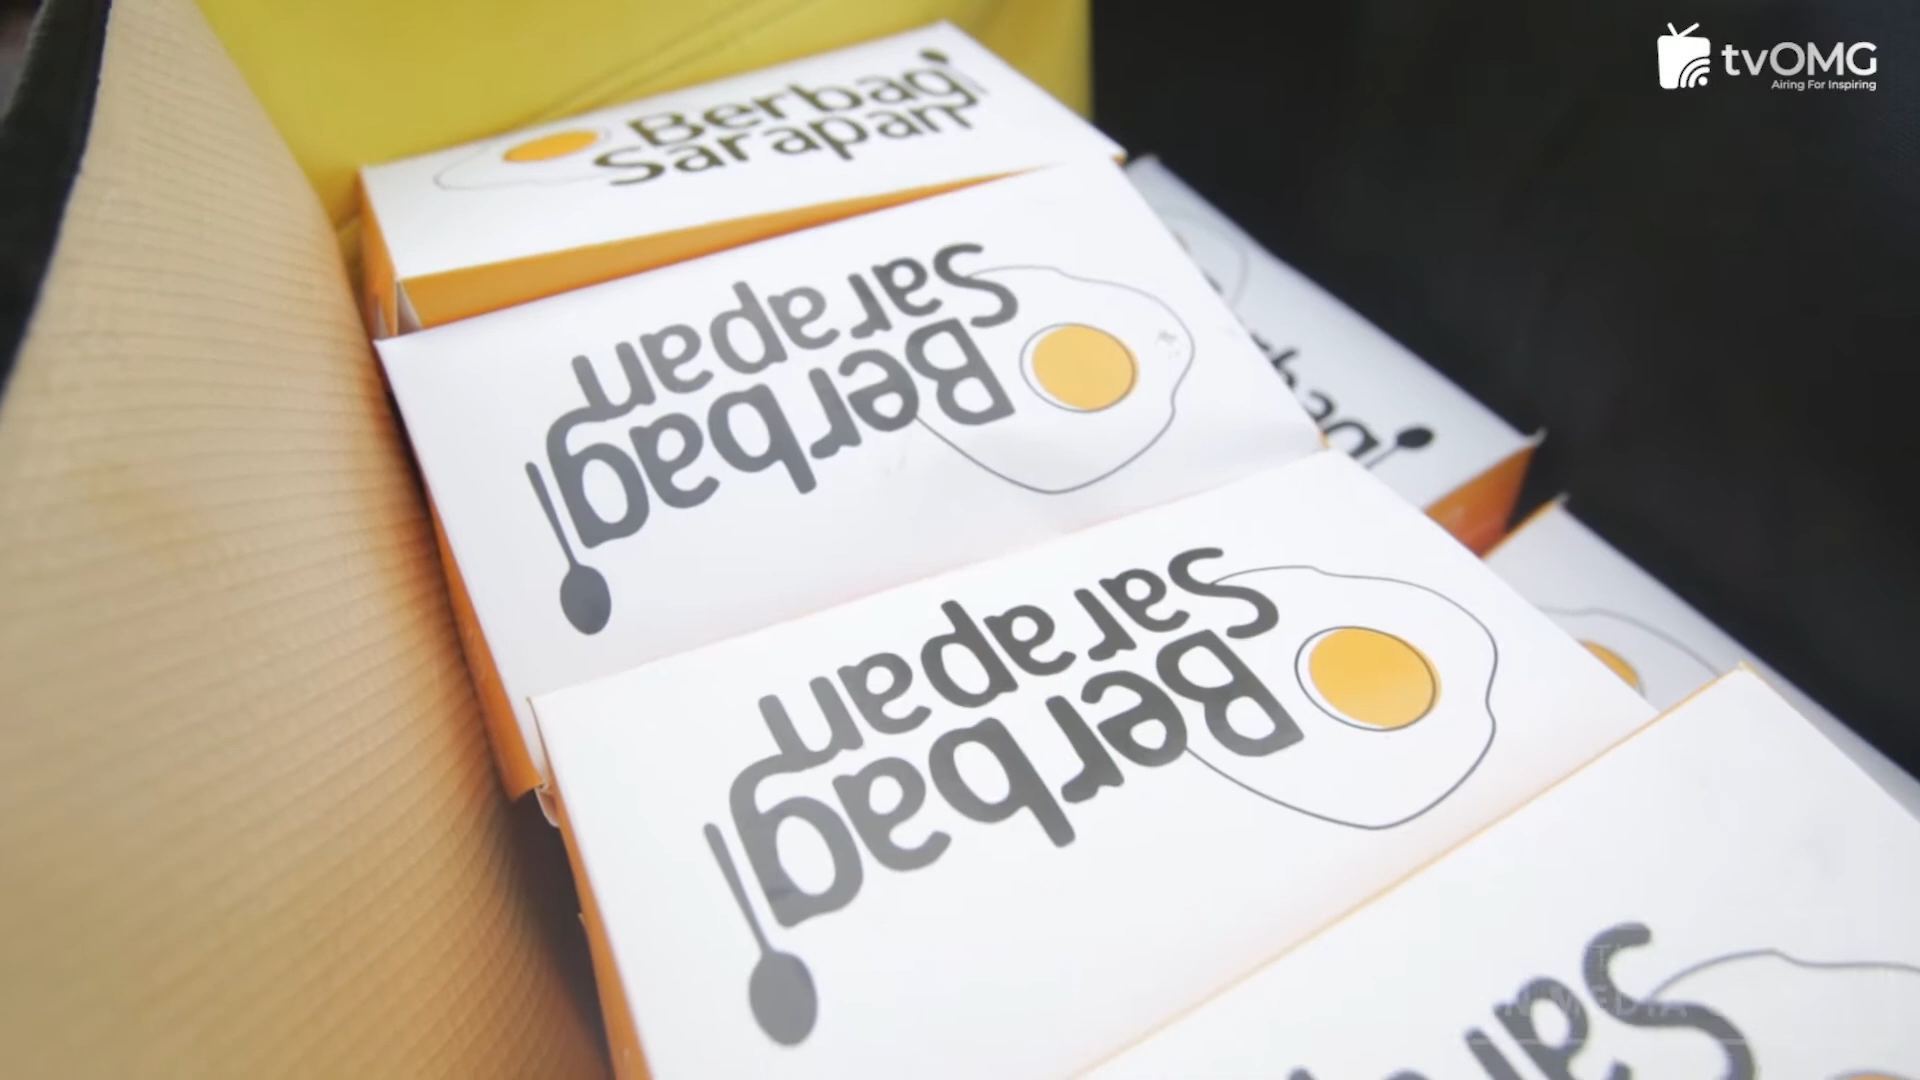 tvOMG
Airing For Inspiring
Berbagi
Sarapan
Berbagi
Sarapan
Berbagi
Sarapan